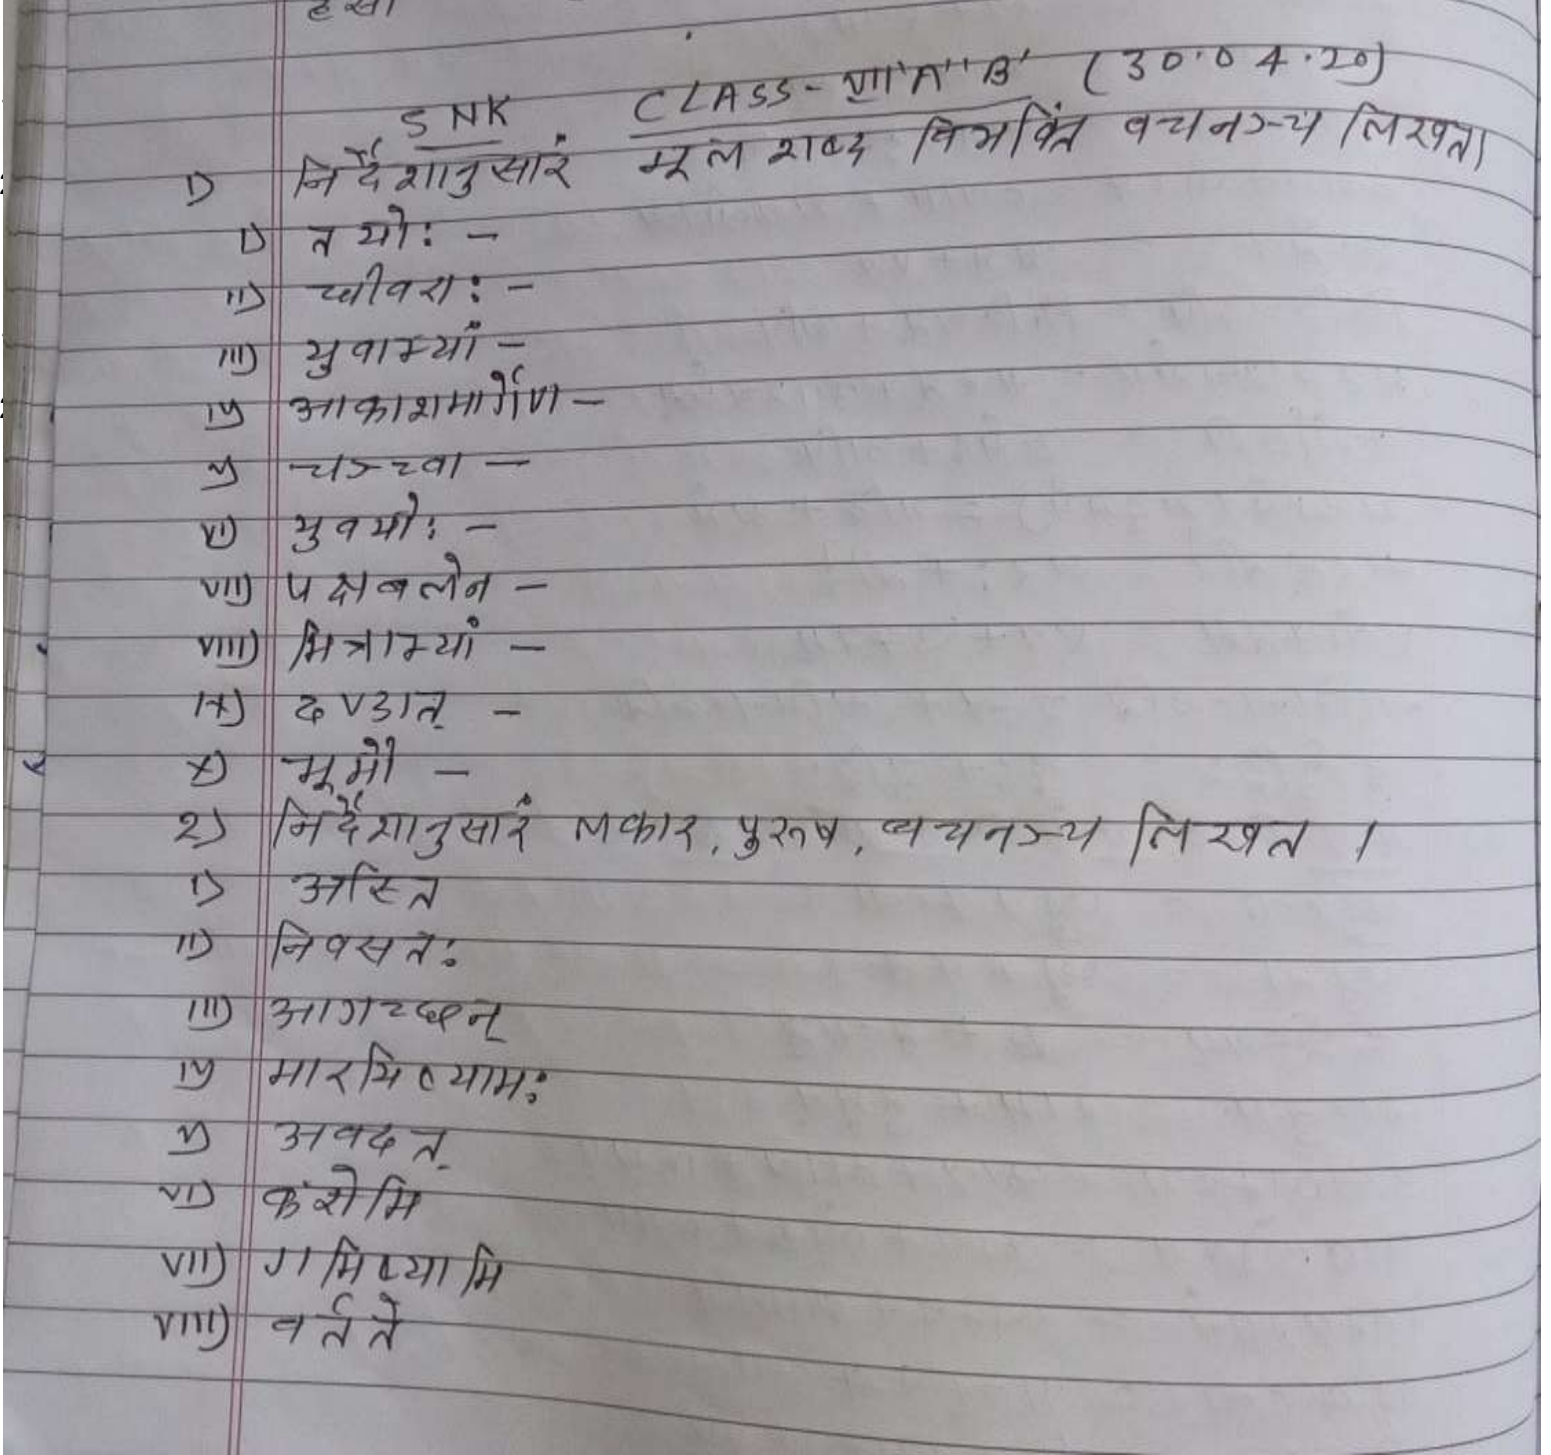 SNK CLASS-VII'A''B' (30.04.20)
1) निर्देशानुसारं मूल शब्द विभक्तिं वचनञ्च लिखत।
i) तयोः -
ii) धीवराः -
iii) युवाभ्यां -
iv) आकाशमार्गेण -
v) चञ्च्वा -
vi) युवयोः -
vii) पक्षबलेन -
viii) मित्राभ्यां -
ix) दण्डात् -
x) भूमौ -
२) निर्देशानुसारं लकार, पुरूष, वचनञ्च लिखत ।
i) अस्ति
ii) निवसतः
iii) आगच्छन्
iv) मारयिष्यामः
v) अवदत्
vi) करोमि
vii) गमिष्यामि
viii) वर्तते